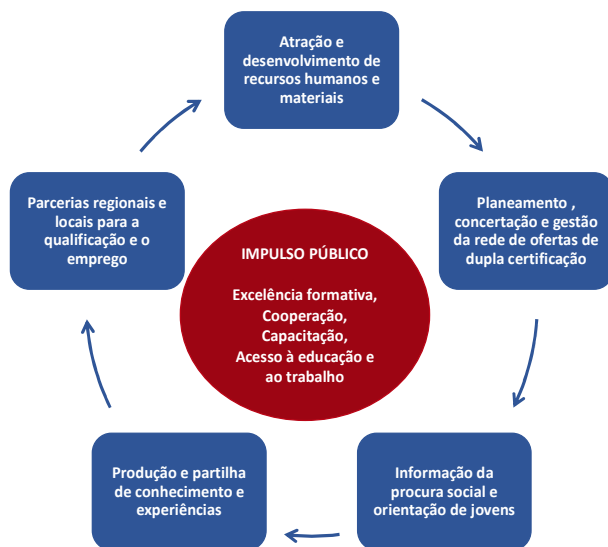 Atração e
desenvolvimento de
recursos humanos e
materiais
Planeamento ,
concertação e gestão
da rede de ofertas de
dupla certificação
Informação da
procura social e
orientação de jovens
Produção e partilha
de conhecimento e
experiências
Parcerias regionais e
locais para a
qualificação e o
emprego
IMPULSO PÚBLICO
Excelência formativa,
Cooperação,
Capacitação,
Acesso à educação e
ao trabalho